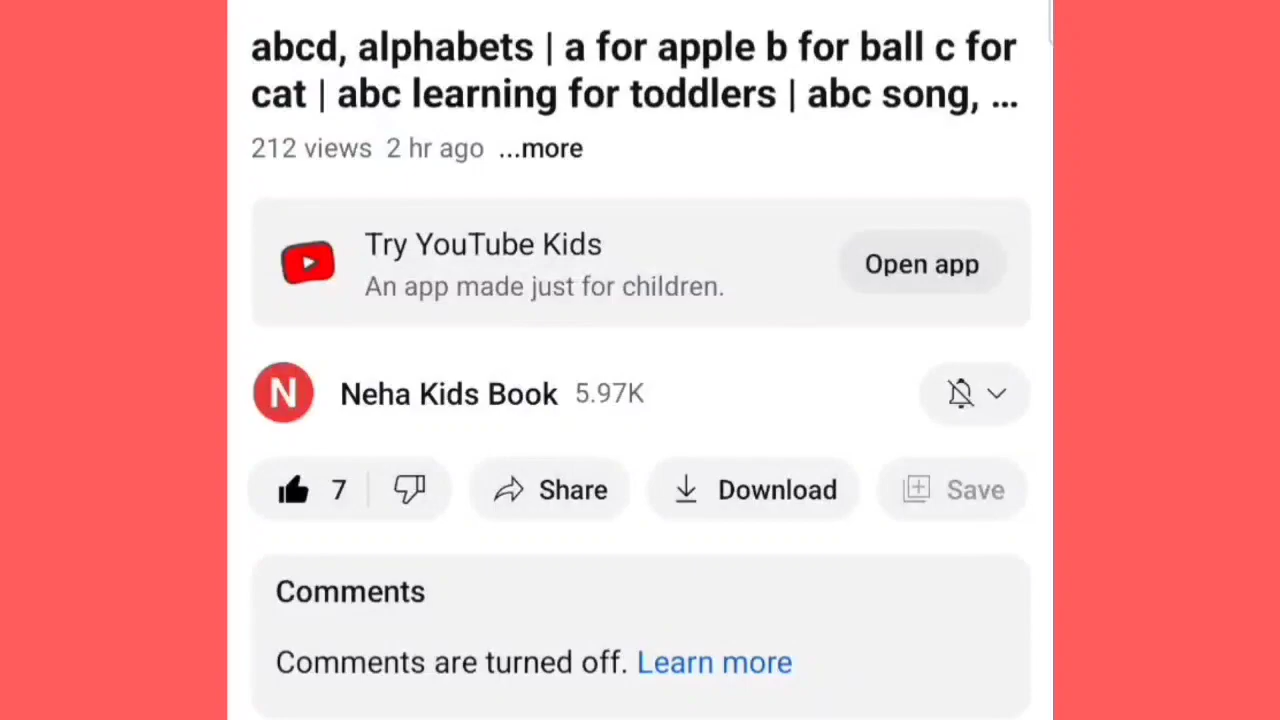 abcd, alphabets | a for apple b for ball c for
cat | abc learning for toddlers | abc song, ...
212 views 2 hr ago ...more
Try YouTube Kids
An app made just for children.
Open app
N
Neha Kids Book 5.97K
7
Share
Download
Save
Comments
Comments are turned off. Learn more